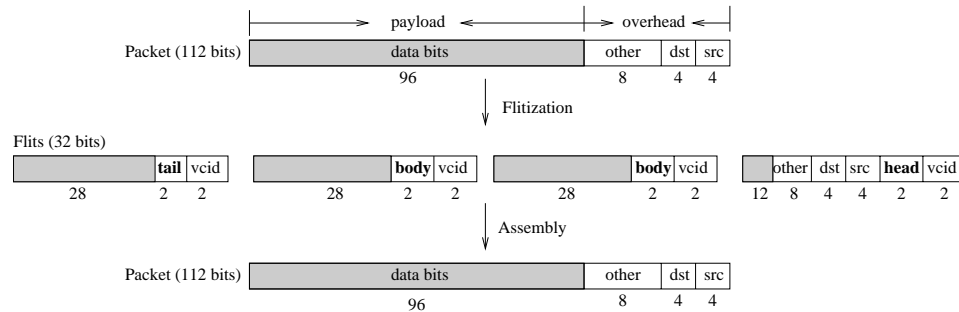 payload overhead
Packet (112 bits) data bits other dst src
96 8 4 4
Flitization
Flits (32 bits)
tail vcid body vcid body vcid other dst src head vcid
28 2 2 28 2 2 28 2 2 12 8 4 4 2 2
Assembly
Packet (112 bits) data bits other dst src
96 8 4 4